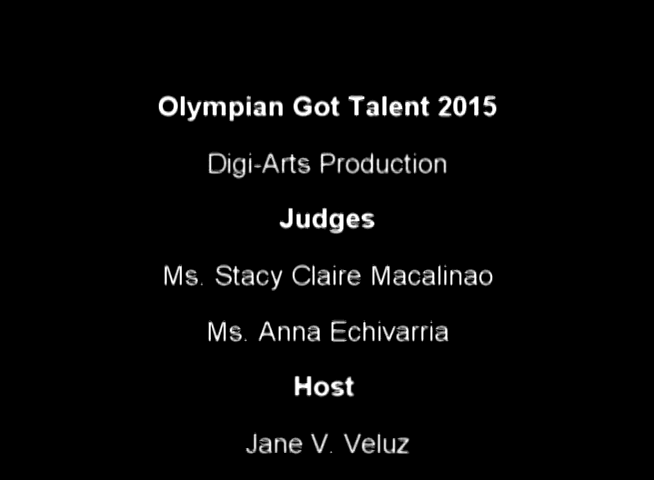 Olympian Got Talent 2015
Digi-Arts Production
Judges
Ms. Stacy Claire Macalinao
Ms. Anna Echivarria
Host
Jane V. Veluz